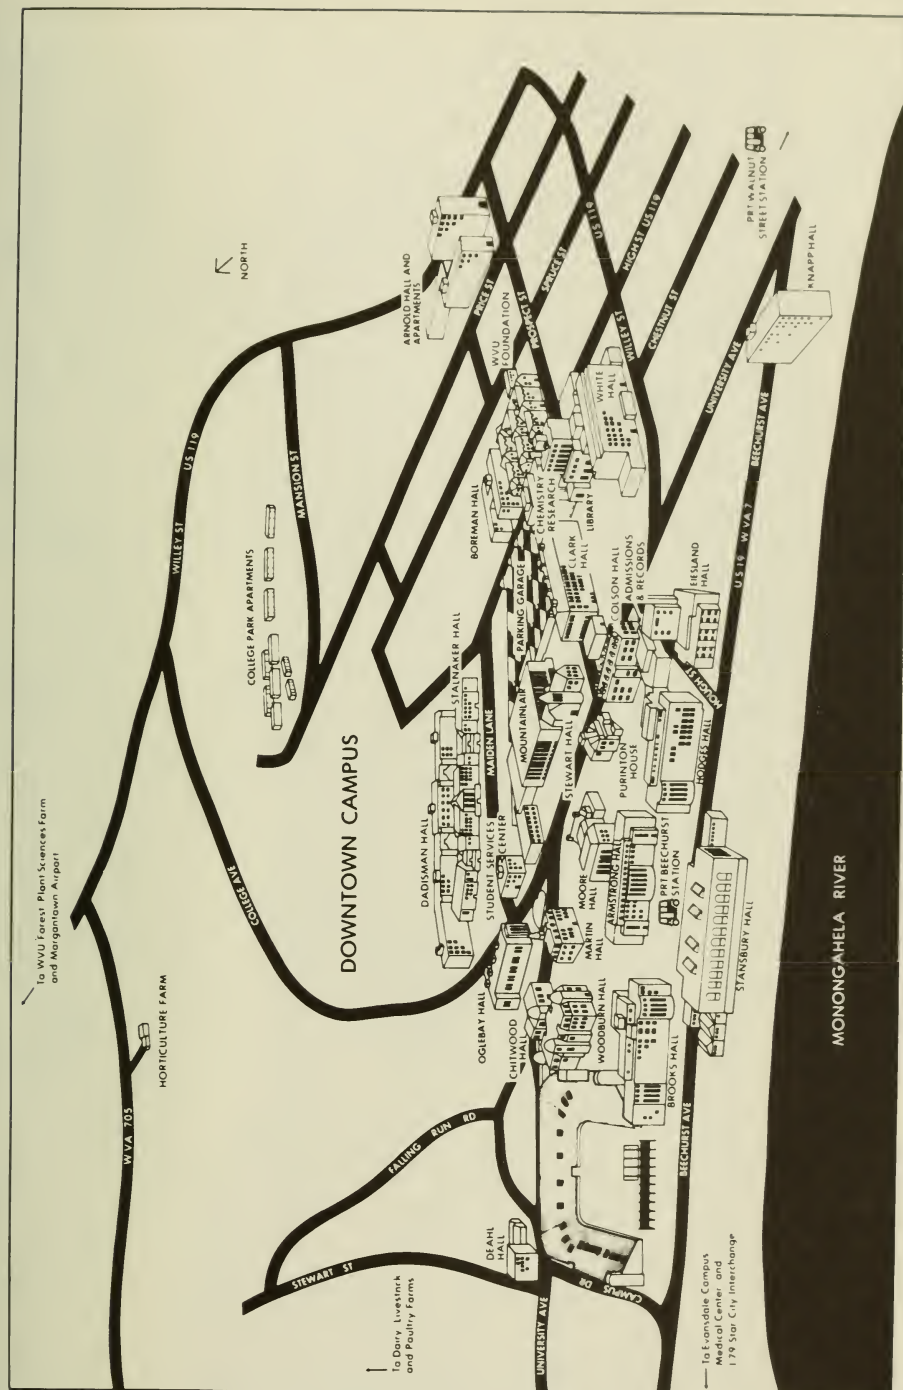 To WVU Forest Plant Sciences Farm
and Margantown Airport
W VA 705
HORTICULTURE FARM
WILLEY ST
US 119
COLLEGE AVE
NORTH
COLLEGE PARK APARTMENTS
MANSION ST
DOWNTOWN CAMPUS
STEWART ST
FALLING RUN RD
To Dairy Livestnck
and Paultry Farms
ARNOLD HALL AND
APARTMENTS
PRICE ST
WVU
FOUNDATION
PROSPECT ST
SPRUCE ST
US 119
HIGH ST US 119
WILLEY ST
CHESTNUT ST
PRT WALNUT
STREET STATION
DADISMAN HALL
STALNAKER HALL
BOREMAN HALL
MAIDEN LANE
STUDENT SERVICES
CENTER
MOUNTAINLAIR
PARKING GARAGE
CHEMISTRY
RESEARCH
CLARK
HALL
LIBRARY
WHITE
HALL
DEAHL
HALL
OGLEBAY HALL
CHITWOOD
HALL
STEWART HALL
COLSON HALL
ADMISSIONS
& RECORDS
UNIVERSITY AVE
MARTIN
HALL
MOORE
HALL
PURINTON
HOUSE
WOODBURN HALL
ARMSTRONG HALL
PRT BEECHURST
STATION
EIESLAND
HALL
HOUGH ST
HODGES HALL
UNIVERSITY AVE
BEECHURST AVE
KNAPP HALL
CAMPUS DR
BROOKS HALL
BEECHURST AVE
STANSBURY HALL
U S 19 W VA 7
To Evansdale Campus
Medical Center and
I 79 Star City Interchange
MONONGAHELA RIVER